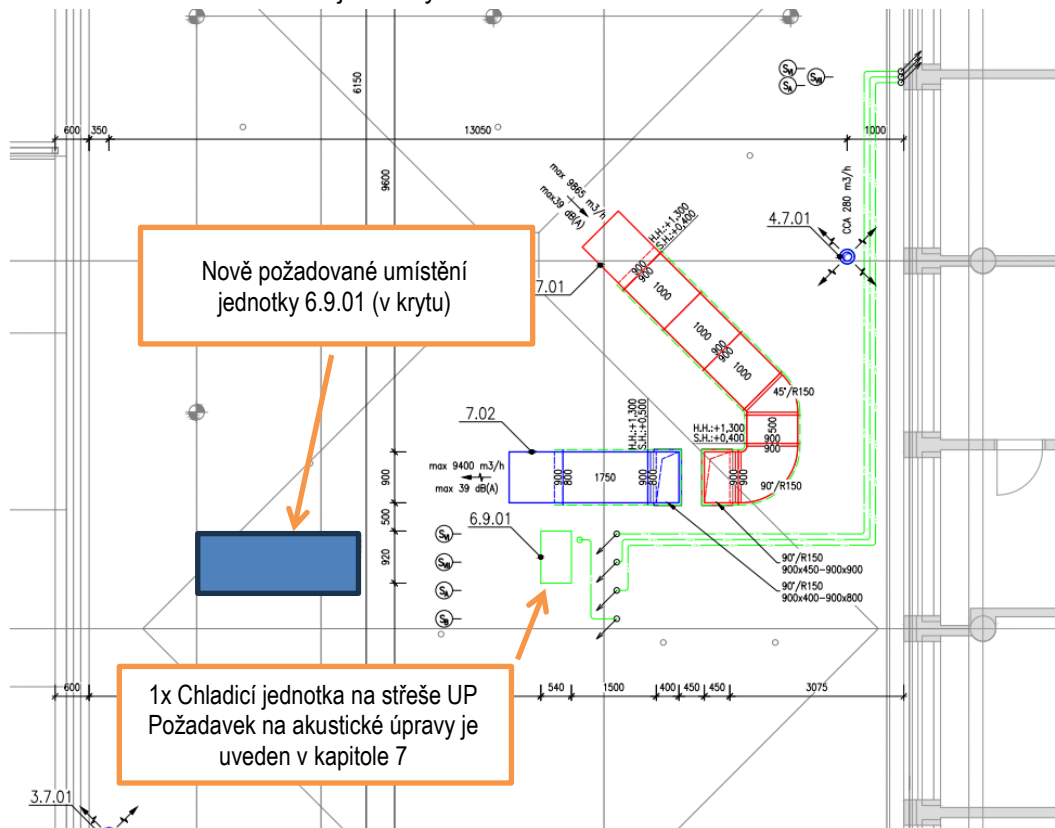 6150
600
350
13050
1000
9600
max 9865 m3/h
max39 dB(A)
H.H.:+1,300
S.H.:+0,400
CCA 280 m3/h
4.7.01
Nově požadované umístění
jednotky 6.9.01 (v krytu)
7.01
900
900
1000
1000
900
900
1000
45°/R150
500
900
900
90°/R150
7.02
H.H.:+1,300
S.H.:+0,500
H.H.:+1,300
S.H.:+0,400
max 9400 m3/h
max 39 dB(A)
900
900
800
1750
900
800
900
900
500
6.9.01
920
90°/R150
900x450-900x900
90°/R150
900x400-900x800
1x Chladicí jednotka na střeše UP
Požadavek na akustické úpravy je
uveden v kapitole 7
600
540
1500
400
450
450
3075
3.7.01